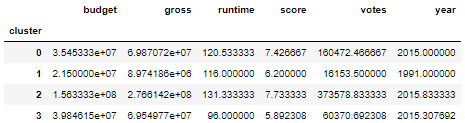 budget gross runtime score votes year
cluster
0 3.545333e+07 6.987072e+07 120.533333 7.426667 160472.466667 2015.000000
1 2.150000e+07 8.974186e+06 116.000000 6.200000 16153.500000 1991.000000
2 1.563333e+08 2.766142e+08 131.333333 7.733333 373578.833333 2015.833333
3 3.984615e+07 6.954977e+07 96.000000 5.892308 60370.692308 2015.307692